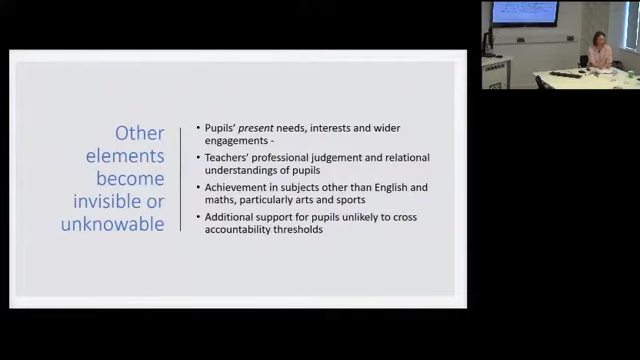 Other
elements
become
invisible or
unknowable
• Pupils' present needs, interests and wider
engagements -
• Teachers' professional judgement and relational
understandings of pupils
• Achievement in subjects other than English and
maths, particularly arts and sports
• Additional support for pupils unlikely to cross
accountability thresholds